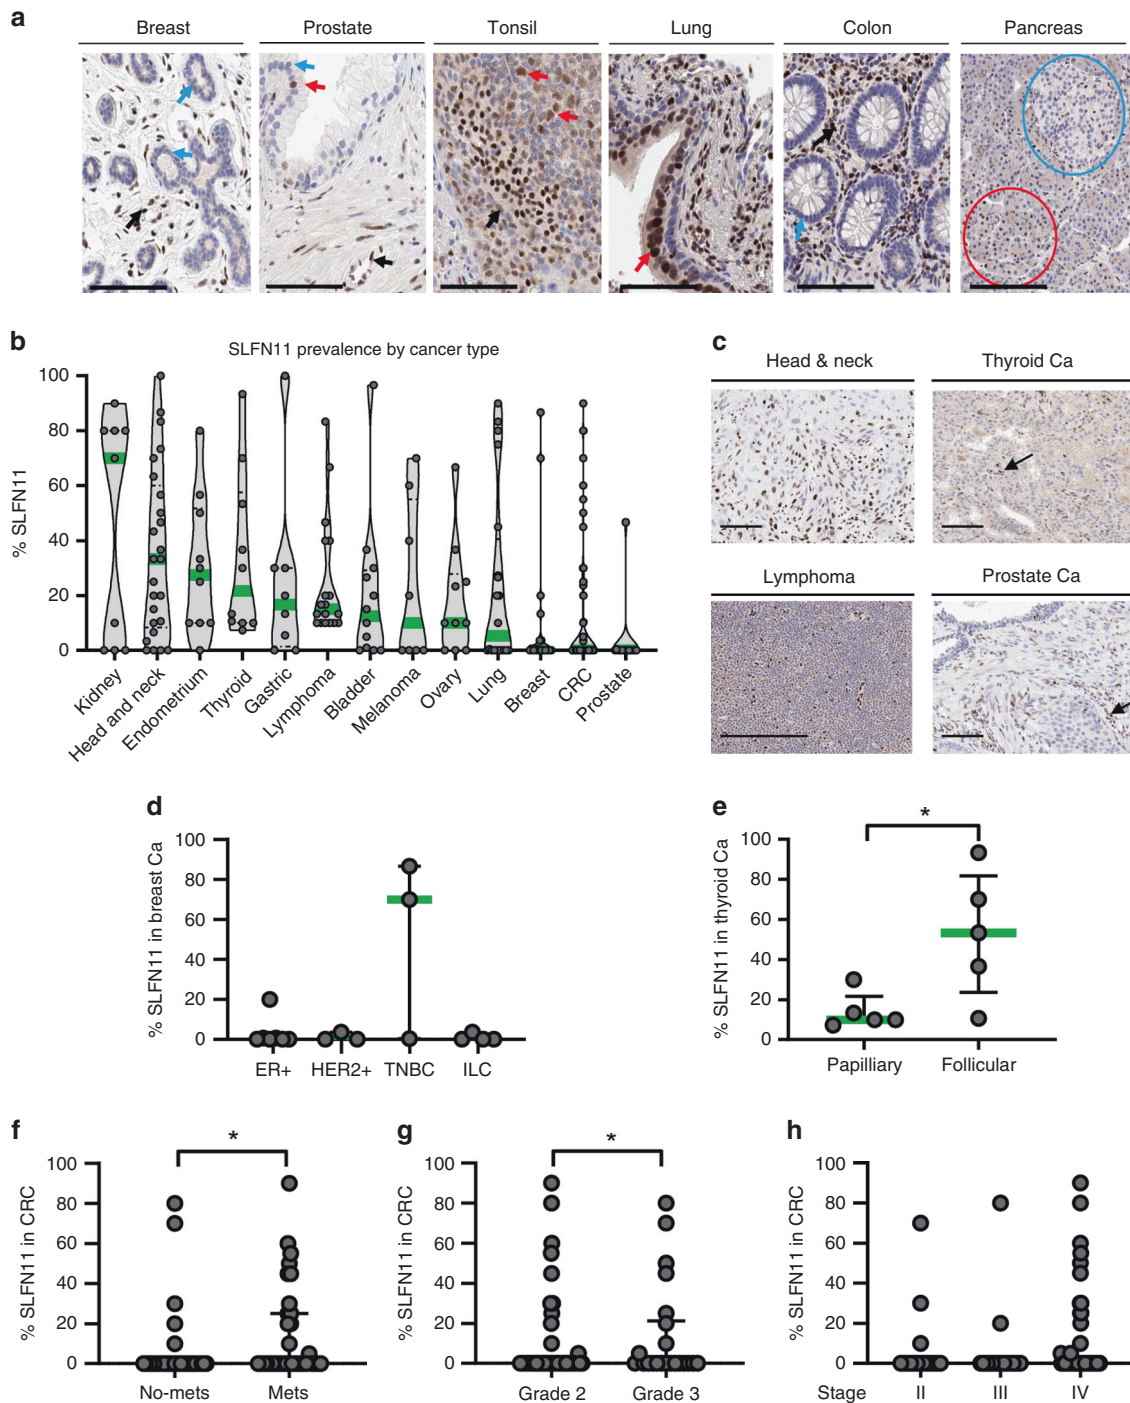 a
Breast Prostate Tonsil Lung Colon Pancreas
b
SLFN11 prevalence by cancer type
% SLFN11
100
80
60
40
20
0
Kidney Head and neck Endometrium Thyroid Gastric Lymphoma Bladder Melanoma Ovary Lung Breast CRC Prostate
c
Head & neck Thyroid Ca
Lymphoma Prostate Ca
d
% SLFN11 in breast Ca
100
80
60
40
20
0
ER+ HER2+ TNBC ILC
e
*
% SLFN11 in thyroid Ca
100
80
60
40
20
0
Papilliary Follicular
f
*
% SLFN11 in CRC
100
80
60
40
20
0
No-mets Mets
g
*
% SLFN11 in CRC
100
80
60
40
20
0
Grade 2 Grade 3
h
% SLFN11 in CRC
100
80
60
40
20
0
Stage II III IV